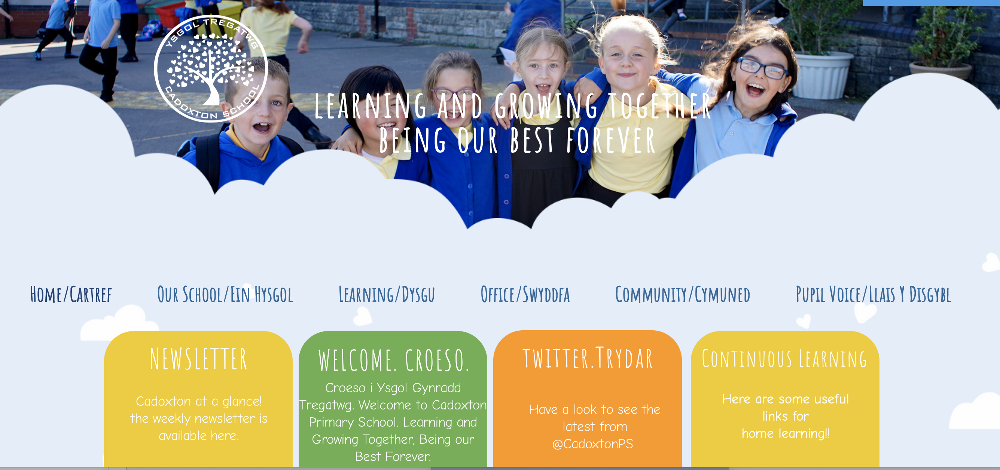 YSGOL TREGATWG
CADOXTON SCHOOL
LEARNING AND GROWING TOGETHER
BEING OUR BEST FOREVER
Home/Cartref
Our School/Ein Hysgol
Learning/Dysgu
Office/Swyddfa
Community/Cymuned
Pupil Voice/Llais Y Disgybl
NEWSLETTER
Cadoxton at a glance!
the weekly newsletter is
available here.
WELCOME. CROESO.
Croeso i Ysgol Gynradd
Tregatwg. Welcome to Cadoxton
Primary School. Learning and
Growing Together, Being our
Best Forever.
twitter.Trydar
Have a look to see the
latest from
@CadoxtonPS
Continuous Learning
Here are some useful
links for
home learning!!